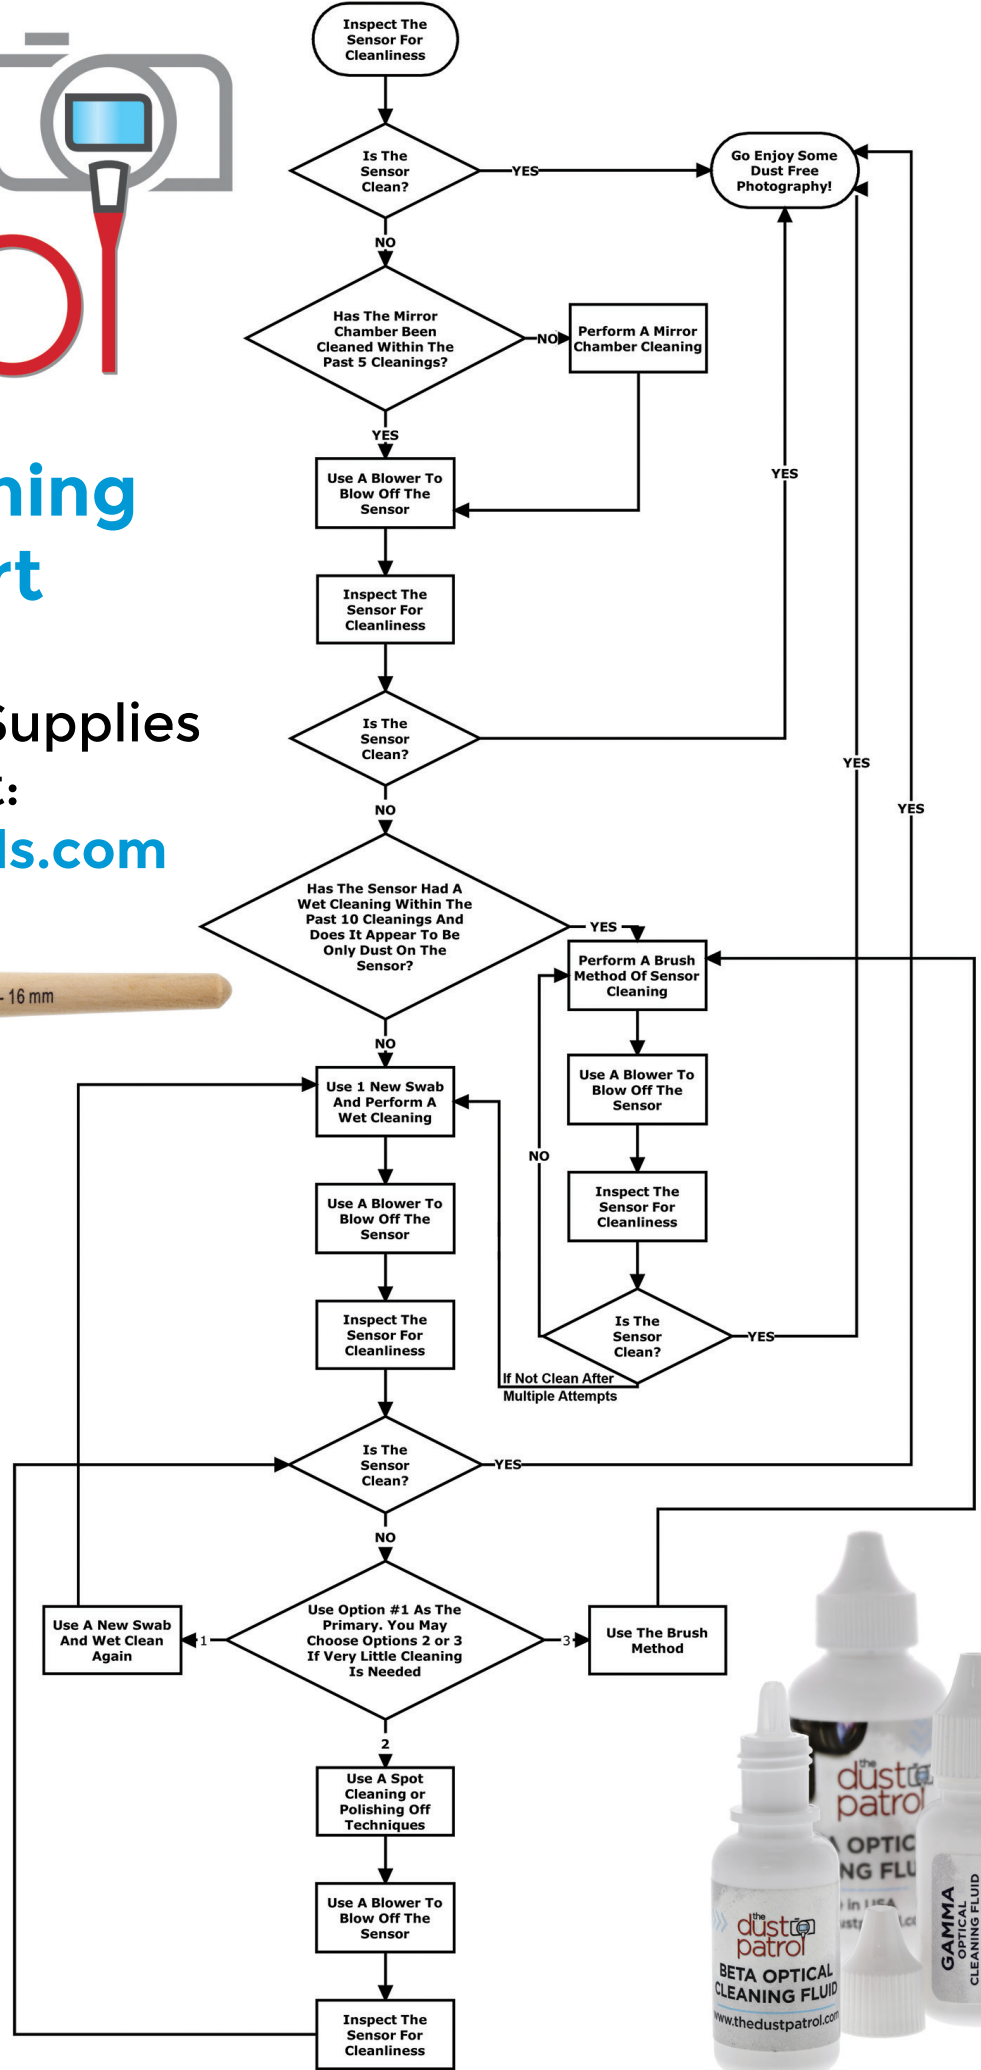 Inspect The
Sensor For
Cleanliness
Is The
Sensor
Clean?
YES
Go Enjoy Some
Dust Free
Photography!
NO
Has The Mirror
Chamber Been
Cleaned Within The
Past 5 Cleanings?
NO
Perform A Mirror
Chamber Cleaning
YES
Use A Blower To
Blow Off The
Sensor
YES
Inspect The
Sensor For
Cleanliness
Is The
Sensor
Clean?
Supplies
YES
YES
NO
Has The Sensor Had A
Wet Cleaning Within The
Past 10 Cleanings And
Does It Appear To Be
Only Dust On The
Sensor?
YES
Perform A Brush
Method Of Sensor
Cleaning
- 16 mm
NO
Use 1 New Swab
And Perform A
Wet Cleaning
Use A Blower To
Blow Off The
Sensor
NO
Use A Blower To
Blow Off The
Sensor
Inspect The
Sensor For
Cleanliness
Inspect The
Sensor For
Cleanliness
Is The
Sensor
Clean?
YES
If Not Clean After
Multiple Attempts
Is The
Sensor
Clean?
YES
NO
Use Option #1 As The
Primary. You May
Choose Options 2 or 3
If Very Little Cleaning
Is Needed
1
Use A New Swab
And Wet Clean
Again
3
Use The Brush
Method
2
Use A Spot
Cleaning or
Polishing Off
Techniques
Use A Blower To
Blow Off The
Sensor
Inspect The
Sensor For
Cleanliness
the
dust
patrol
OPTIC
NG FLU
in USA
the
dust
patrol
BETA OPTICAL
CLEANING FLUID
www.thedustpatrol.com
GAMMA
OPTICAL
CLEANING FLUID